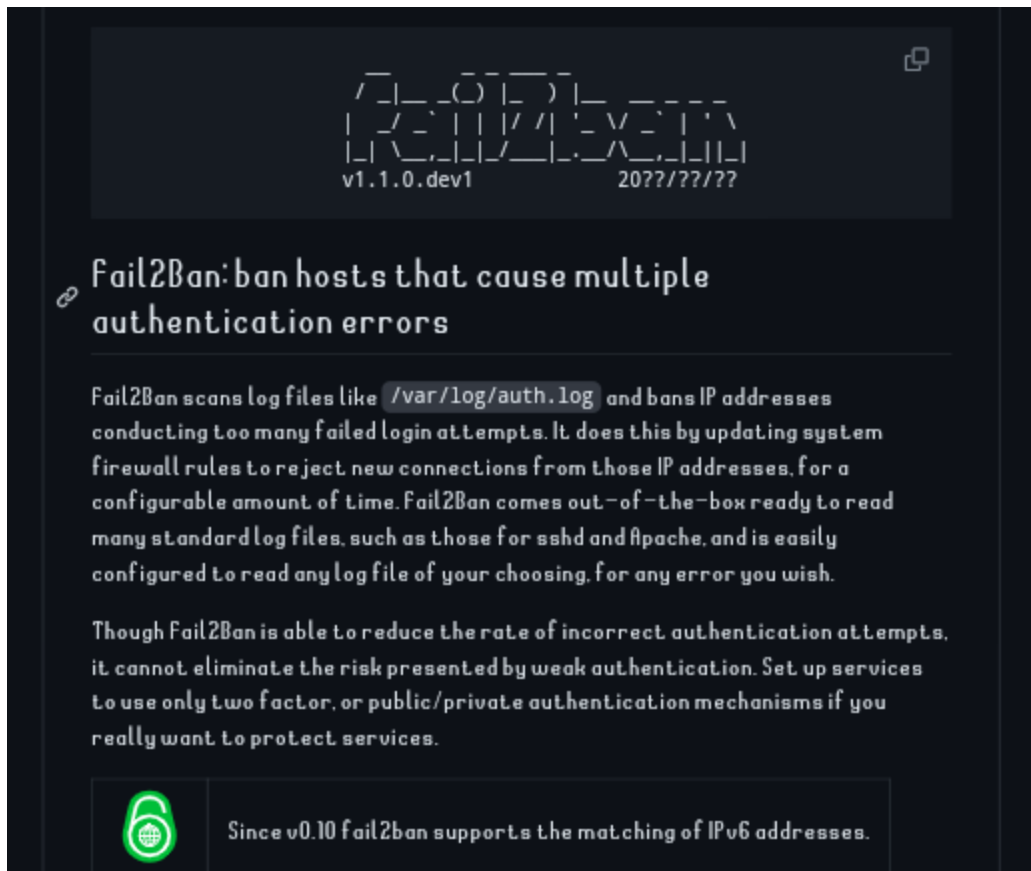 fail2ban
v1.1.0.dev1 20??/??/??
Fail2Ban: ban hosts that cause multiple
authentication errors
Fail2Ban scans log files like /var/log/auth.log and bans IP addresses
conducting too many failed login attempts. It does this by updating system
firewall rules to reject new connections from those IP addresses, for a
configurable amount of time. Fail2Ban comes out-of-the-box ready to read
many standard log files, such as those for sshd and Apache, and is easily
configured to read any log file of your choosing, for any error you wish.
Though Fail2Ban is able to reduce the rate of incorrect authentication attempts,
it cannot eliminate the risk presented by weak authentication. Set up services
to use only two factor, or public/private authentication mechanisms if you
really want to protect services.
Since v0.10 fail2ban supports the matching of IPv6 addresses.